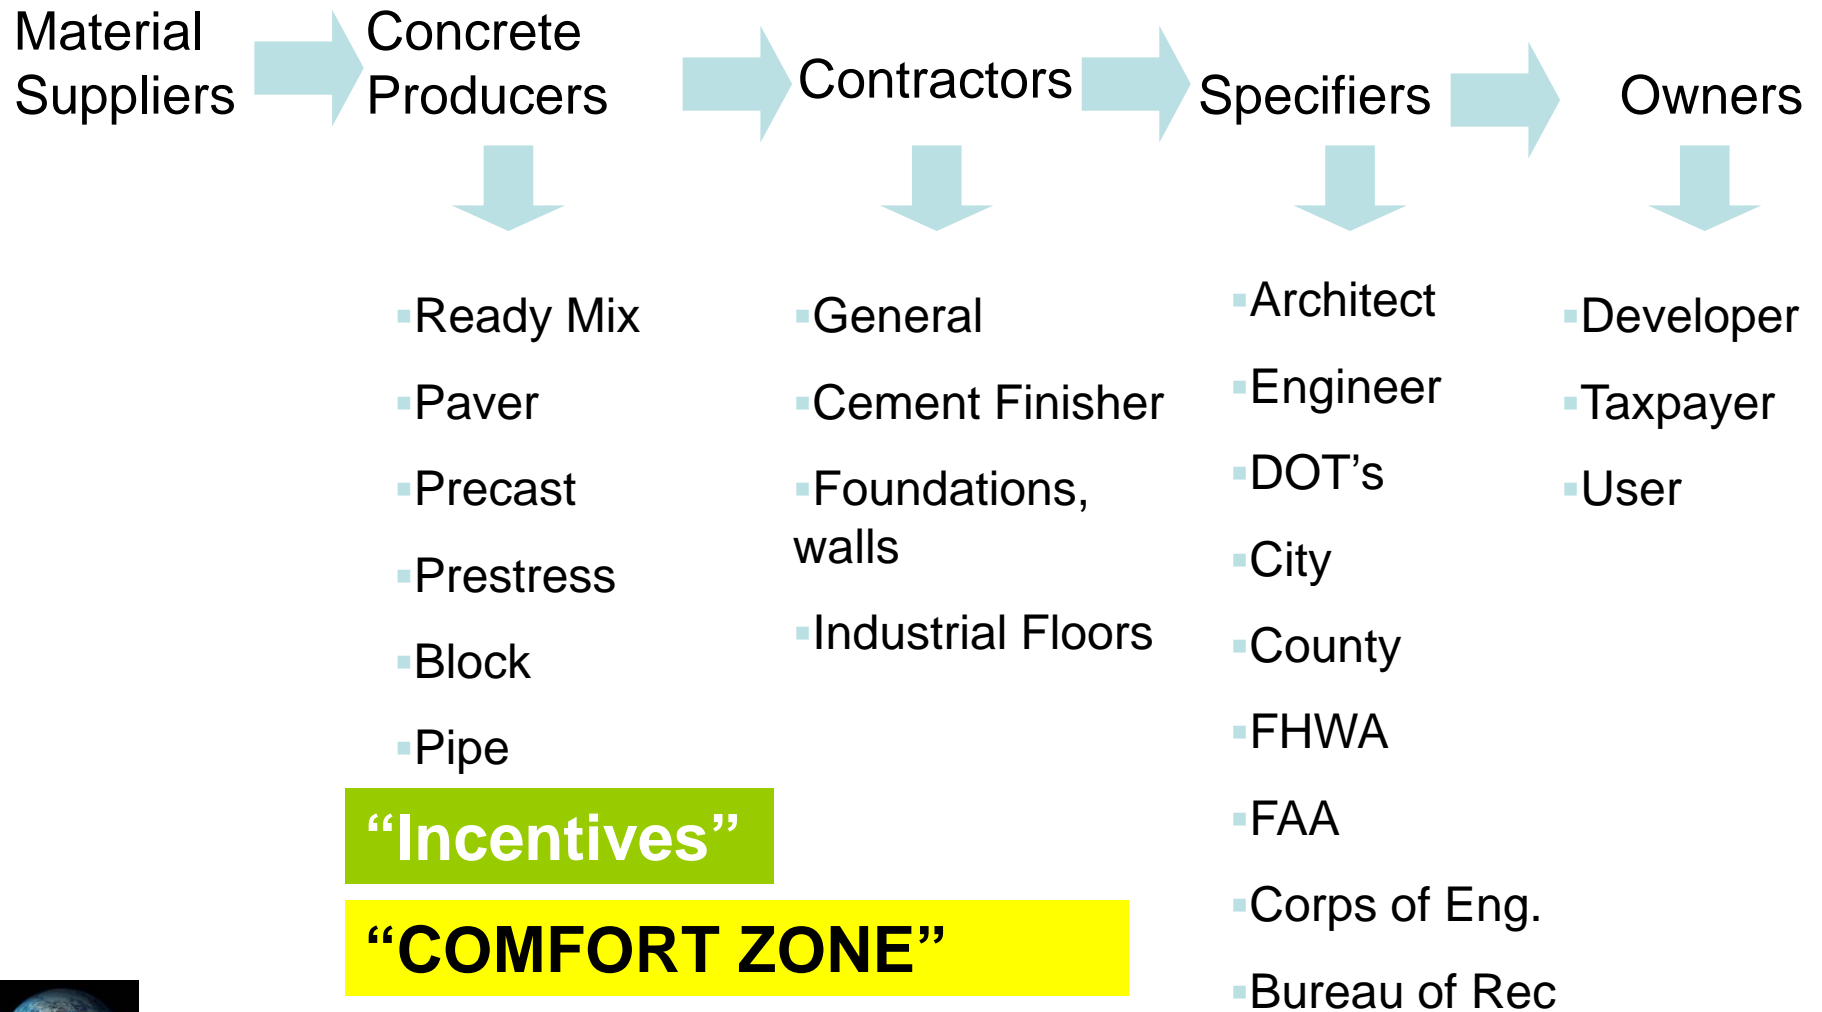 Material
Suppliers
Concrete
Producers
Contractors
Specifiers
Owners
▪Ready Mix
▪Paver
▪Precast
▪Prestress
▪Block
▪Pipe
▪General
▪Cement Finisher
▪Foundations,
walls
▪Industrial Floors
▪Architect
▪Engineer
▪DOT’s
▪City
▪County
▪FHWA
▪FAA
▪Corps of Eng.
▪Bureau of Rec
▪Developer
▪Taxpayer
▪User
“Incentives”
“COMFORT ZONE”